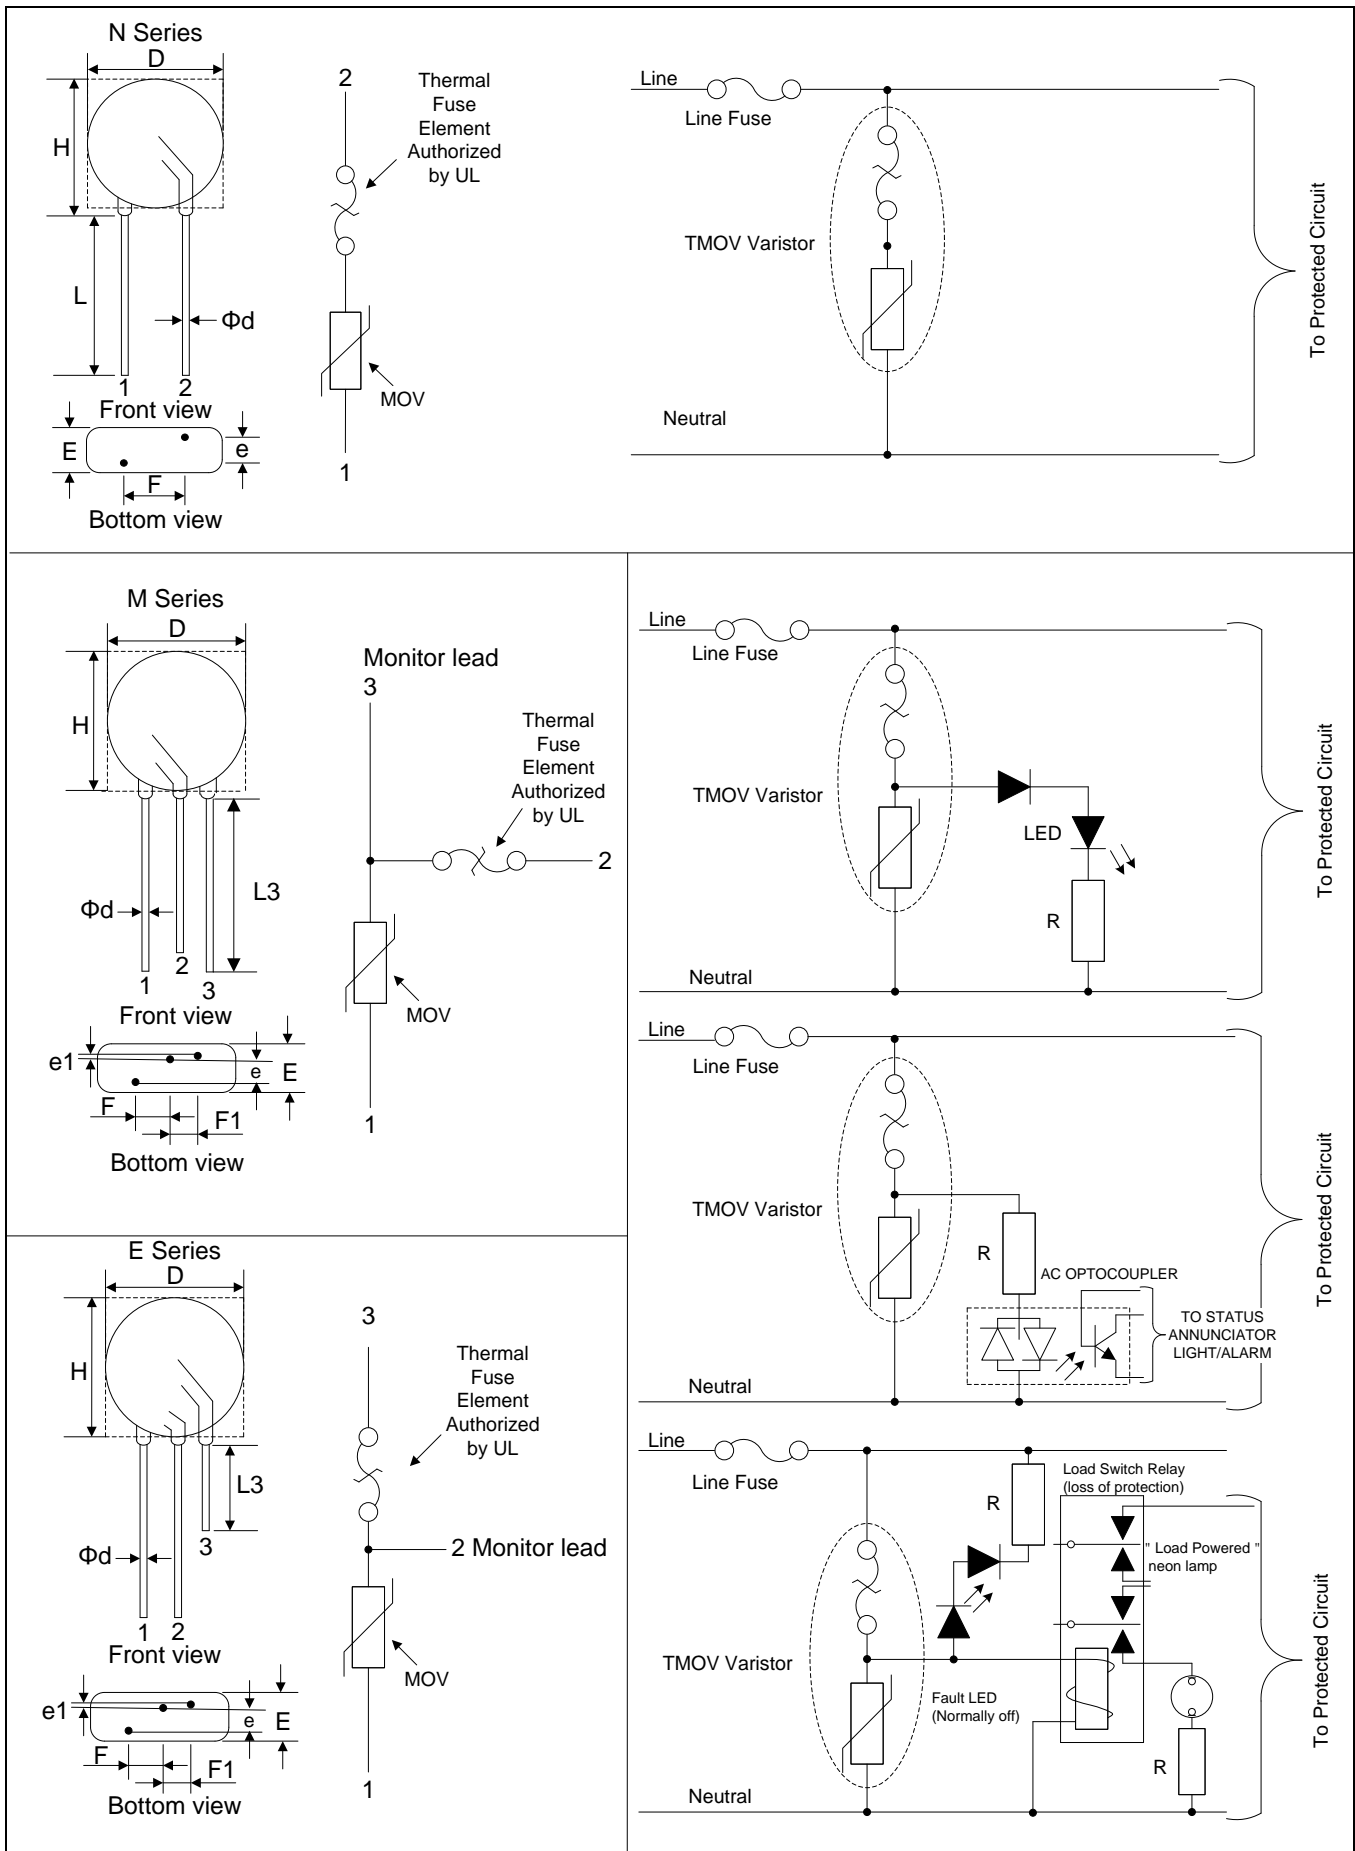 N Series
D
H
L
Φd
1
2
Front view
E
e
F
Bottom view
2
Thermal
Fuse
Element
Authorized
by UL
MOV
1
Line
Line Fuse
TMOV Varistor
Neutral
To Protected Circuit
M Series
D
H
L3
Φd
1
2
3
Front view
e1
e
E
F
F1
Bottom view
Monitor lead
3
Thermal
Fuse
Element
Authorized
by UL
2
MOV
1
Line
Line Fuse
TMOV Varistor
LED
R
Neutral
To Protected Circuit
Line
Line Fuse
TMOV Varistor
R
AC OPTOCOUPLER
TO STATUS
ANNUNCIATOR
LIGHT/ALARM
Neutral
To Protected Circuit
E Series
D
H
L3
Φd
3
1
2
Front view
e1
e
E
F
F1
Bottom view
3
Thermal
Fuse
Element
Authorized
by UL
2 Monitor lead
MOV
1
Line
Line Fuse
R
Load Switch Relay
(loss of protection)
" Load Powered "
neon lamp
TMOV Varistor
Fault LED
(Normally off)
R
Neutral
To Protected Circuit